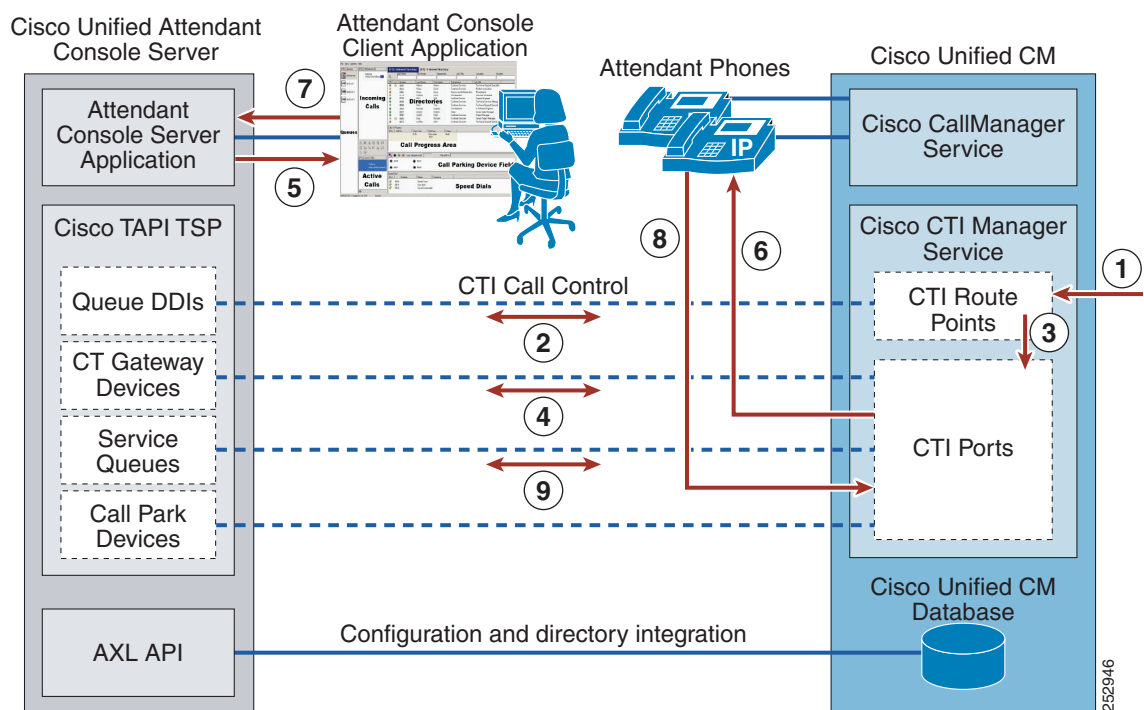 Cisco Unified Attendant
Console Server
Attendant Console
Client Application
Attendant Phones
Cisco Unified CM
Attendant
Console Server
Application
7
5
Incoming
Calls
Queues
Directories
Call Progress Area
Call Parking Device Field
Active
Calls
Speed Dials
IP
Cisco CallManager
Service
Cisco TAPI TSP
Queue DDIs
CT Gateway
Devices
Service
Queues
Call Park
Devices
CTI Call Control
2
4
9
8
6
Cisco CTI Manager
Service
1
CTI Route
Points
3
CTI Ports
AXL API
Configuration and directory integration
Cisco Unified CM
Database
252946